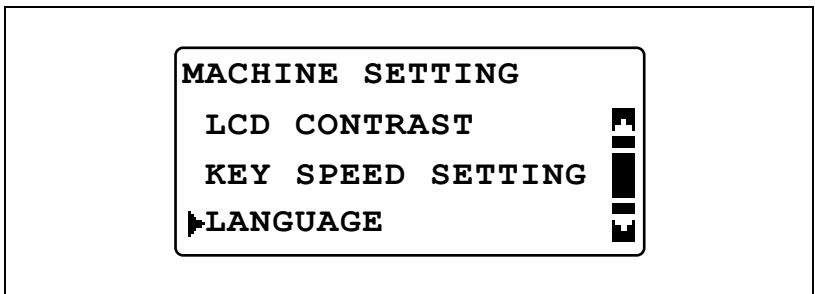 MACHINE SETTING
LCD CONTRAST
KEY SPEED SETTING
LANGUAGE